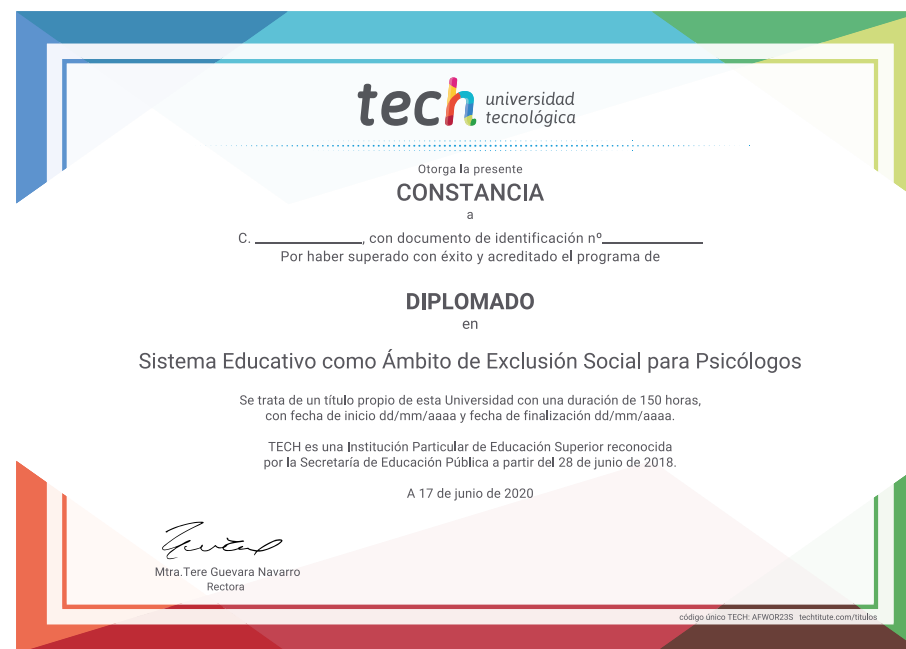 tech universidad
tecnológica
Otorga la presente
CONSTANCIA
a
C. ______________, con documento de identificación nº_____________
Por haber superado con éxito y acreditado el programa de
DIPLOMADO
en
Sistema Educativo como Ámbito de Exclusión Social para Psicólogos
Se trata de un título propio de esta Universidad con una duración de 150 horas,
con fecha de inicio dd/mm/aaaa y fecha de finalización dd/mm/aaaa.
TECH es una Institución Particular de Educación Superior reconocida
por la Secretaría de Educación Pública a partir del 28 de junio de 2018.
A 17 de junio de 2020
Mtra.Tere Guevara Navarro
Rectora
código único TECH: AFWOR23S techtitute.com/titulos